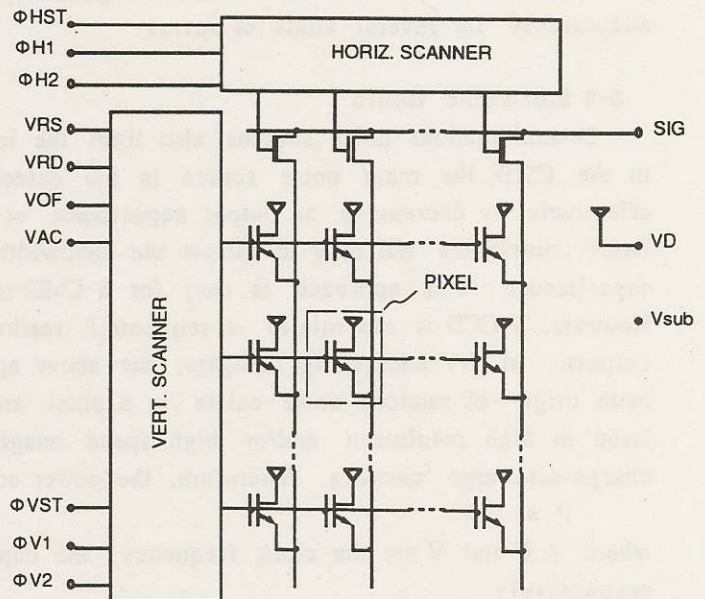 ΦHST
ΦH1
ΦH2
HORIZ. SCANNER
VRS
VRD
VOF
VAC
SIG
VD
PIXEL
Vsub
VERT. SCANNER
ΦVST
ΦV1
ΦV2